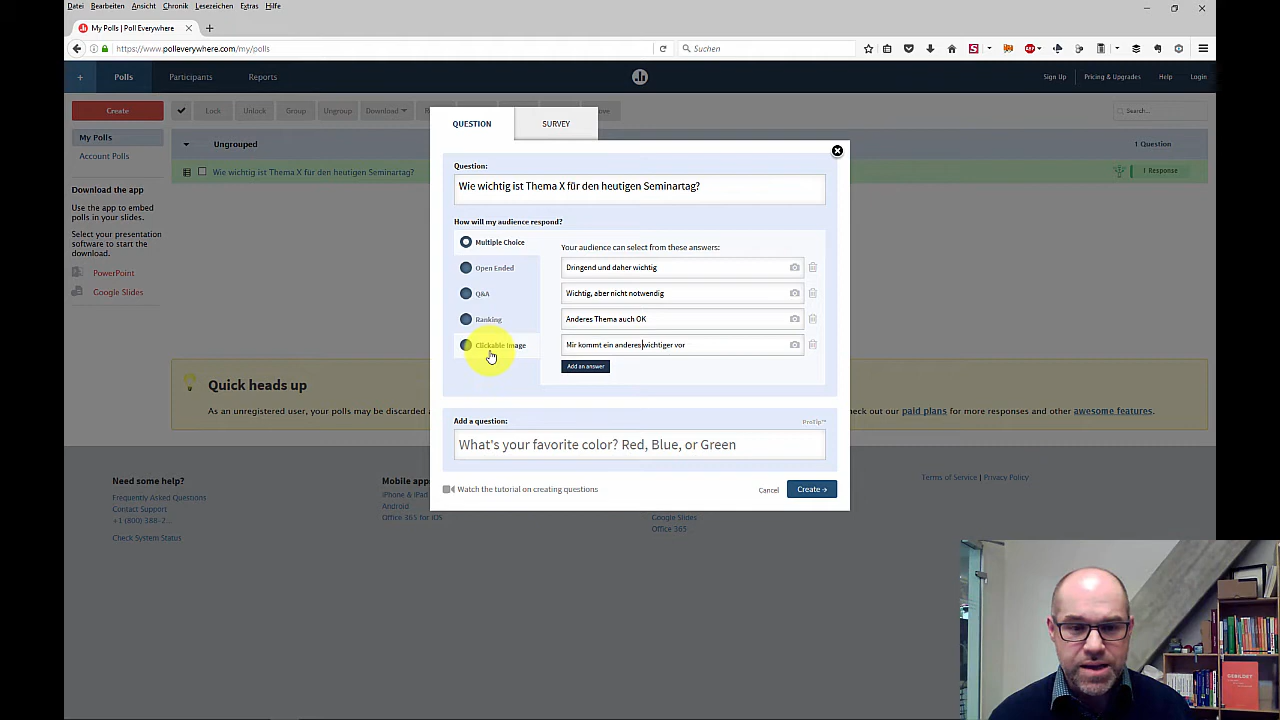 Datei Bearbeiten Ansicht Chronik Lesezeichen Extras Hilfe
My Polls | Poll Everywhere
https://www.polleverywhere.com/my/polls
Suchen
+ Polls Participants Reports
Sign Up Pricing & Upgrades Help Login
Create Lock Unlock Group Ungroup Download
Search...
QUESTION SURVEY
My Polls
Account Polls
Ungrouped
1 Question
Wie wichtig ist Thema X für den heutigen Seminartag?
1 Response
Download the app
Use the app to embed
polls in your slides.
Select your presentation
software to start the
download.
PowerPoint
Google Slides
Question:
Wie wichtig ist Thema X für den heutigen Seminartag?
How will my audience respond?
Multiple Choice
Open Ended
Q&A
Ranking
Clickable Image
Your audience can select from these answers:
Dringend und daher wichtig
Wichtig, aber nicht notwendig
Anderes Thema auch OK
Mir kommt ein anderes wichtiger vor
Add an answer
Quick heads up
As an unregistered user, your polls may be discarded
check out our paid plans for more responses and other awesome features.
Add a question:
ProTip™
What's your favorite color? Red, Blue, or Green
Watch the tutorial on creating questions
Cancel
Create →
Need some help?
Frequently Asked Questions
Contact Support
+1 (800) 388-2...
Check System Status
Mobile apps
iPhone & iPad
Android
Office 365 for iOS
Google Slides
Office 365
Terms of Service | Privacy Policy